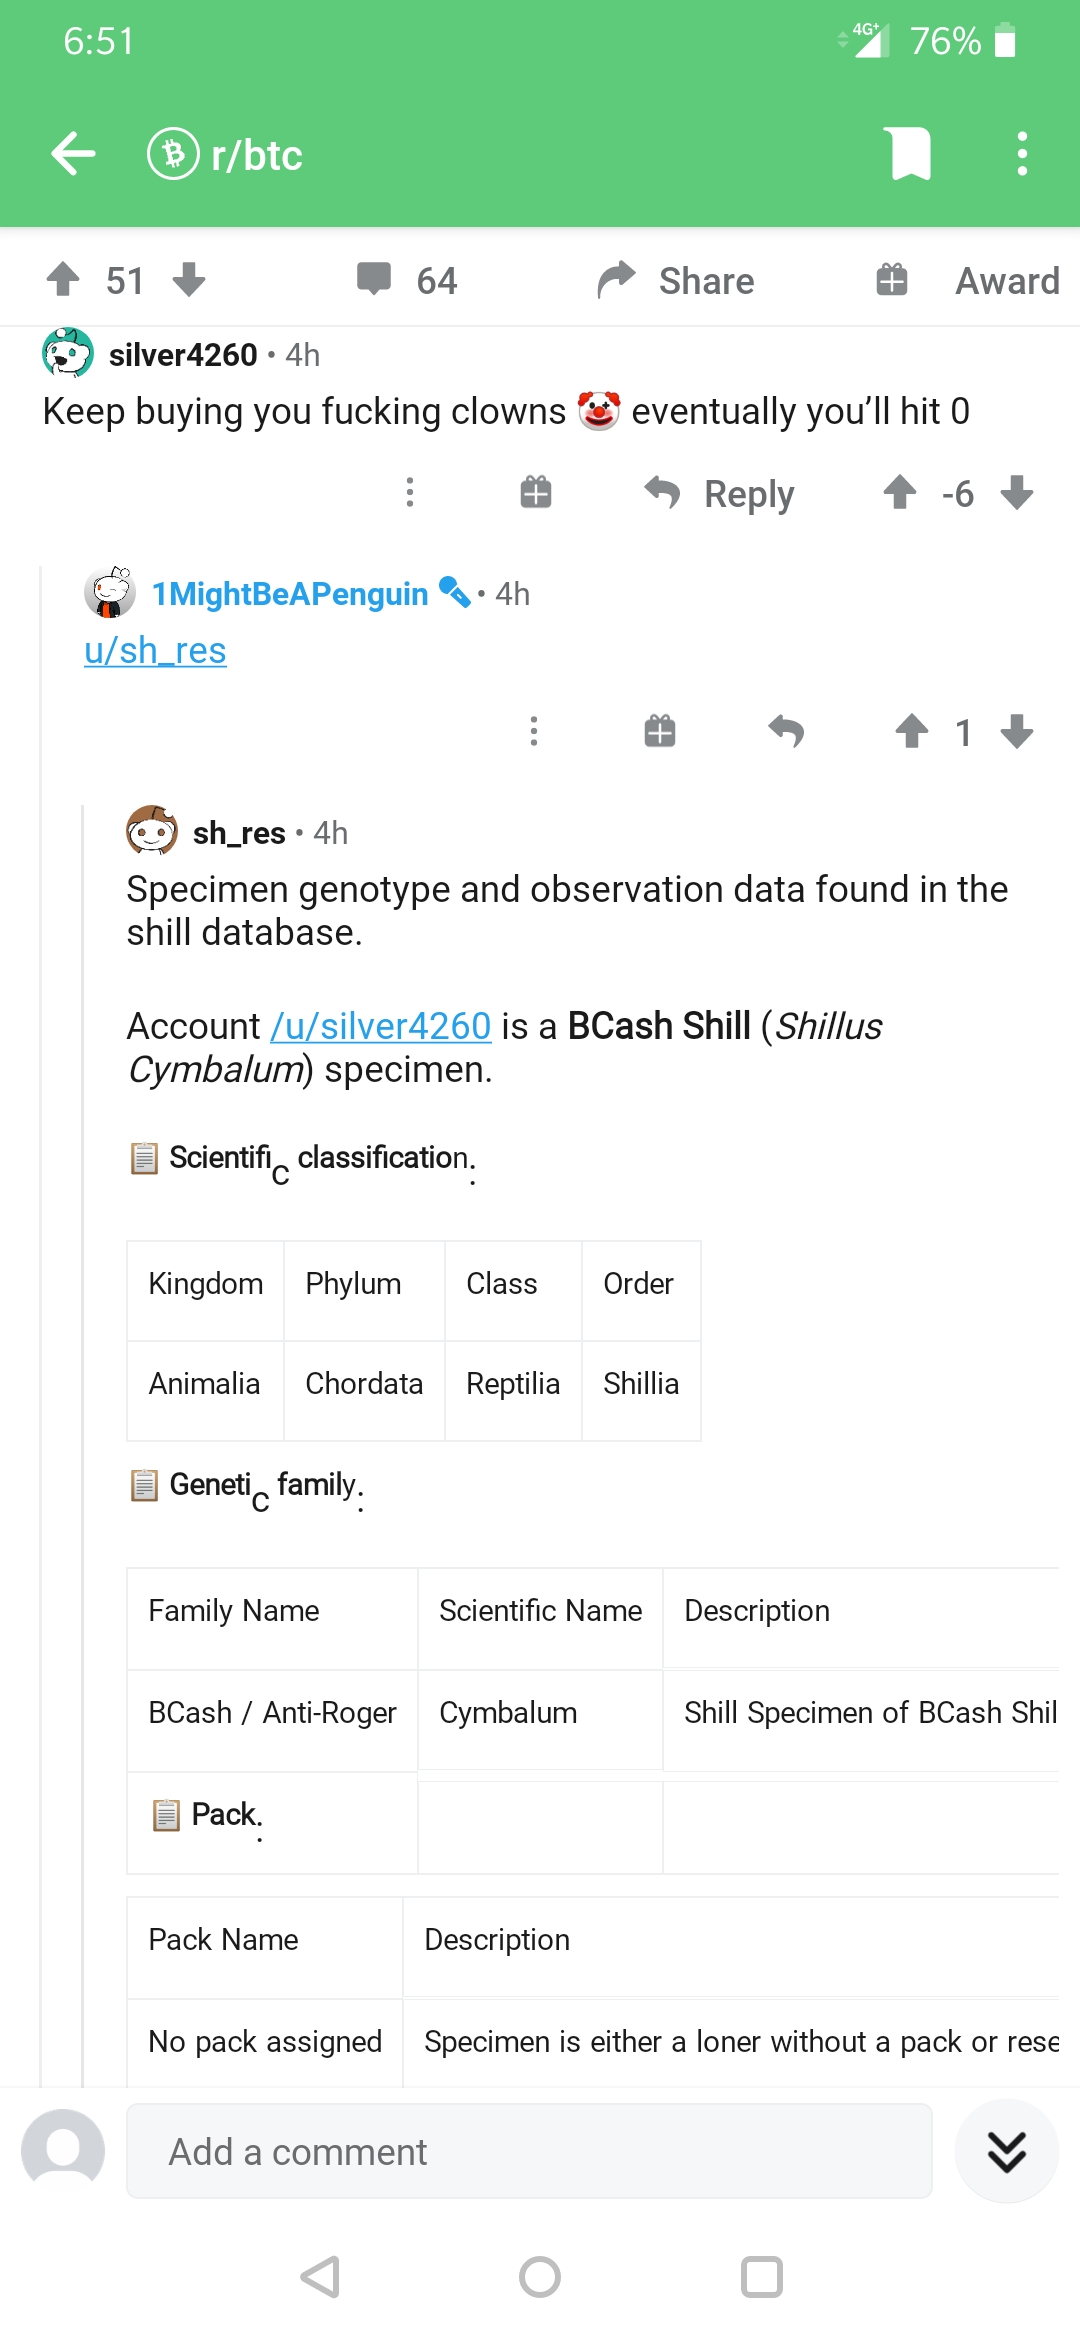 6:51
4G+ 76%
r/btc
51 64 Share Award
silver4260 • 4h
Keep buying you fucking clowns 🤡 eventually you’ll hit 0
Reply -6
1MightBeAPenguin • 4h
u/sh_res
1
sh_res • 4h
Specimen genotype and observation data found in the
shill database.
Account /u/silver4260 is a BCash Shill (Shillus
Cymbalum) specimen.
📋 Scientific classification:
Kingdom Phylum Class Order
Animalia Chordata Reptilia Shillia
📋 Genetic family:
Family Name Scientific Name Description
BCash / Anti-Roger Cymbalum Shill Specimen of BCash Shil
📋 Pack:
Pack Name Description
No pack assigned Specimen is either a loner without a pack or rese
Add a comment